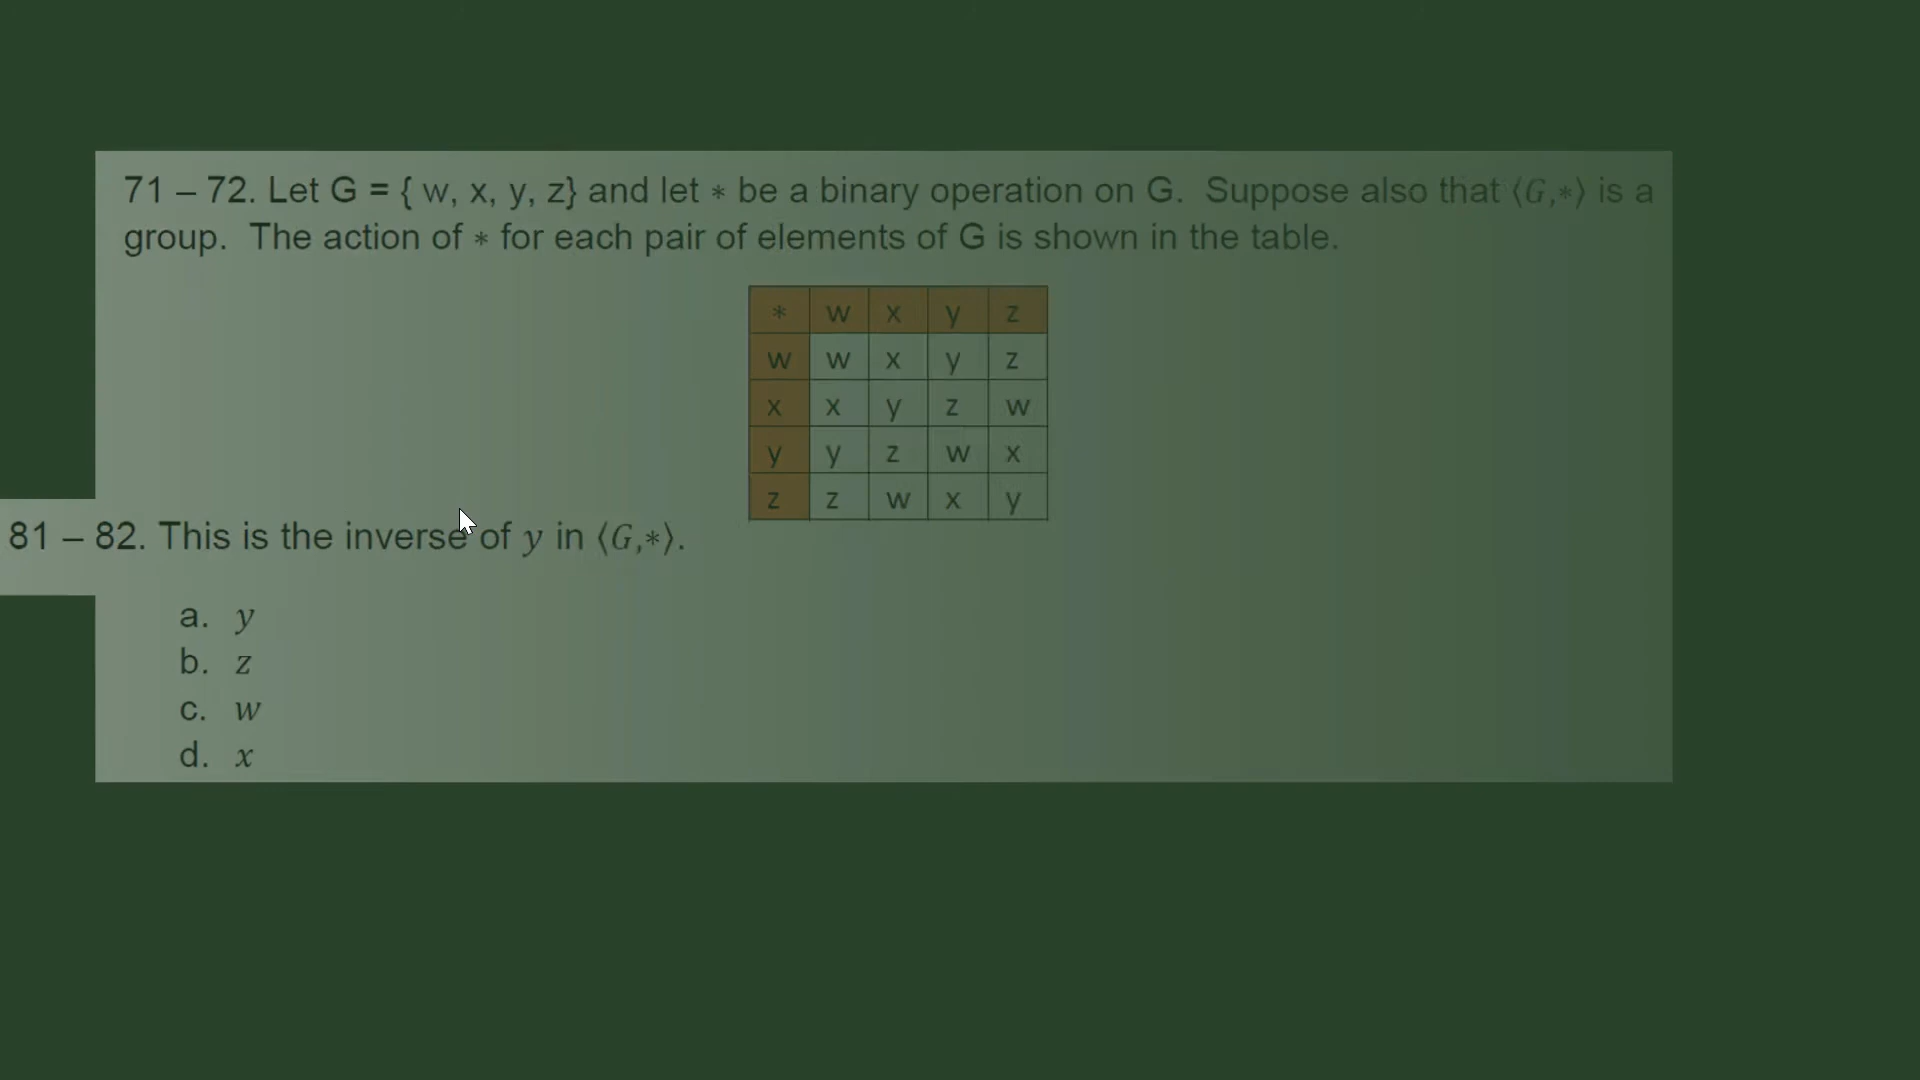 71 – 72. Let G = { w, x, y, z} and let ∗ be a binary operation on G. Suppose also that ⟨G,∗⟩ is a
group. The action of ∗ for each pair of elements of G is shown in the table.
∗ w x y z
w w x y z
x x y z w
y y z w x
z z w x y
81 – 82. This is the inverse of y in ⟨G,∗⟩.
a. y
b. z
c. w
d. x